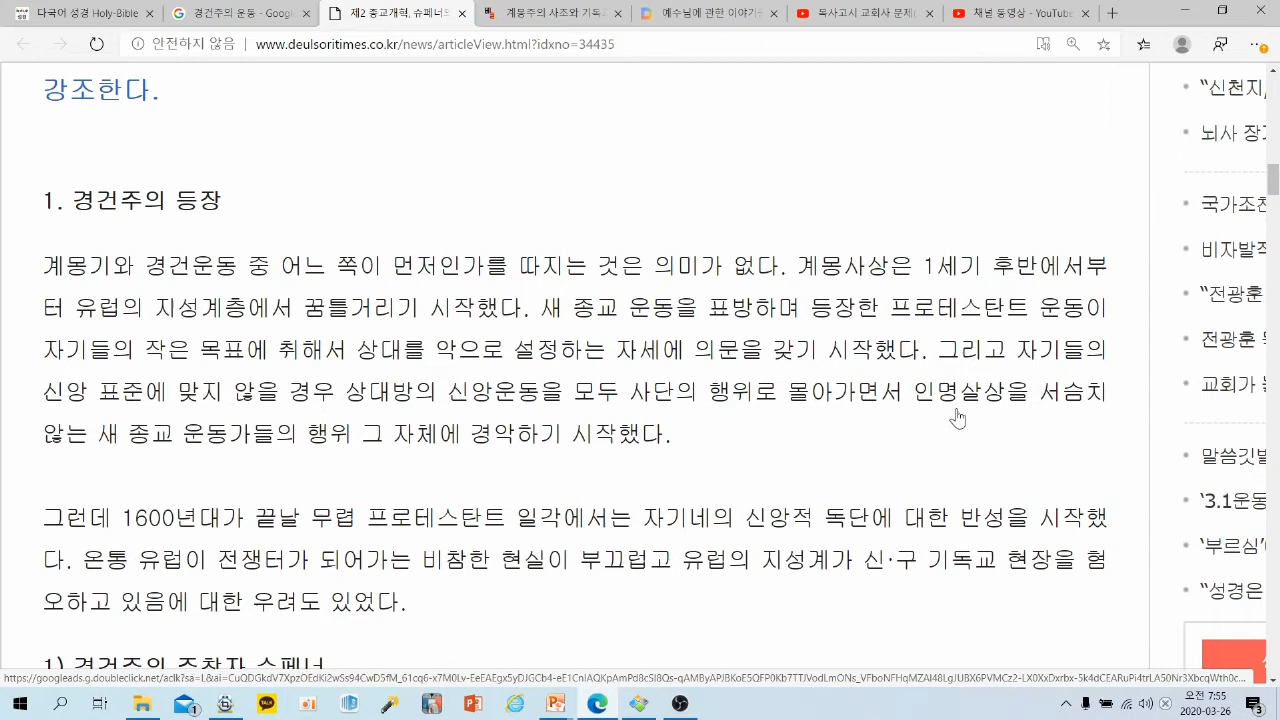 다국어 성경 Holy-Bible
경건주의 운동 - Google
제2 종교개혁, 슈페너의
계몽주의 사조와 기독교
예수님에 관한 이야기들
목사고시 교회사 문제(
채널 동영상 - YouTube
안전하지 않음
www.deulsoritimes.co.kr/news/articleView.html?idxno=34435
강조한다.
1. 경건주의 등장
계몽기와 경건운동 중 어느 쪽이 먼저인가를 따지는 것은 의미가 없다. 계몽사상은 1세기 후반에서부
터 유럽의 지성계층에서 꿈틀거리기 시작했다. 새 종교 운동을 표방하며 등장한 프로테스탄트 운동이
자기들의 작은 목표에 취해서 상대를 악으로 설정하는 자세에 의문을 갖기 시작했다. 그리고 자기들의
신앙 표준에 맞지 않을 경우 상대방의 신앙운동을 모두 사단의 행위로 몰아가면서 인명살상을 서슴치
않는 새 종교 운동가들의 행위 그 자체에 경악하기 시작했다.
그런데 1600년대가 끝날 무렵 프로테스탄트 일각에서는 자기네의 신앙적 독단에 대한 반성을 시작했
다. 온통 유럽이 전쟁터가 되어가는 비참한 현실이 부끄럽고 유럽의 지성계가 신·구 기독교 현장을 혐
오하고 있음에 대한 우려도 있었다.
1) 경건주의 주창자 슈페너
“신천지,
뇌사
국가조찬
“전광훈
전광훈
교회가
‘3.1운동
‘부르심’
“성경은
TALK
오전 7:55
2020-03-26
3